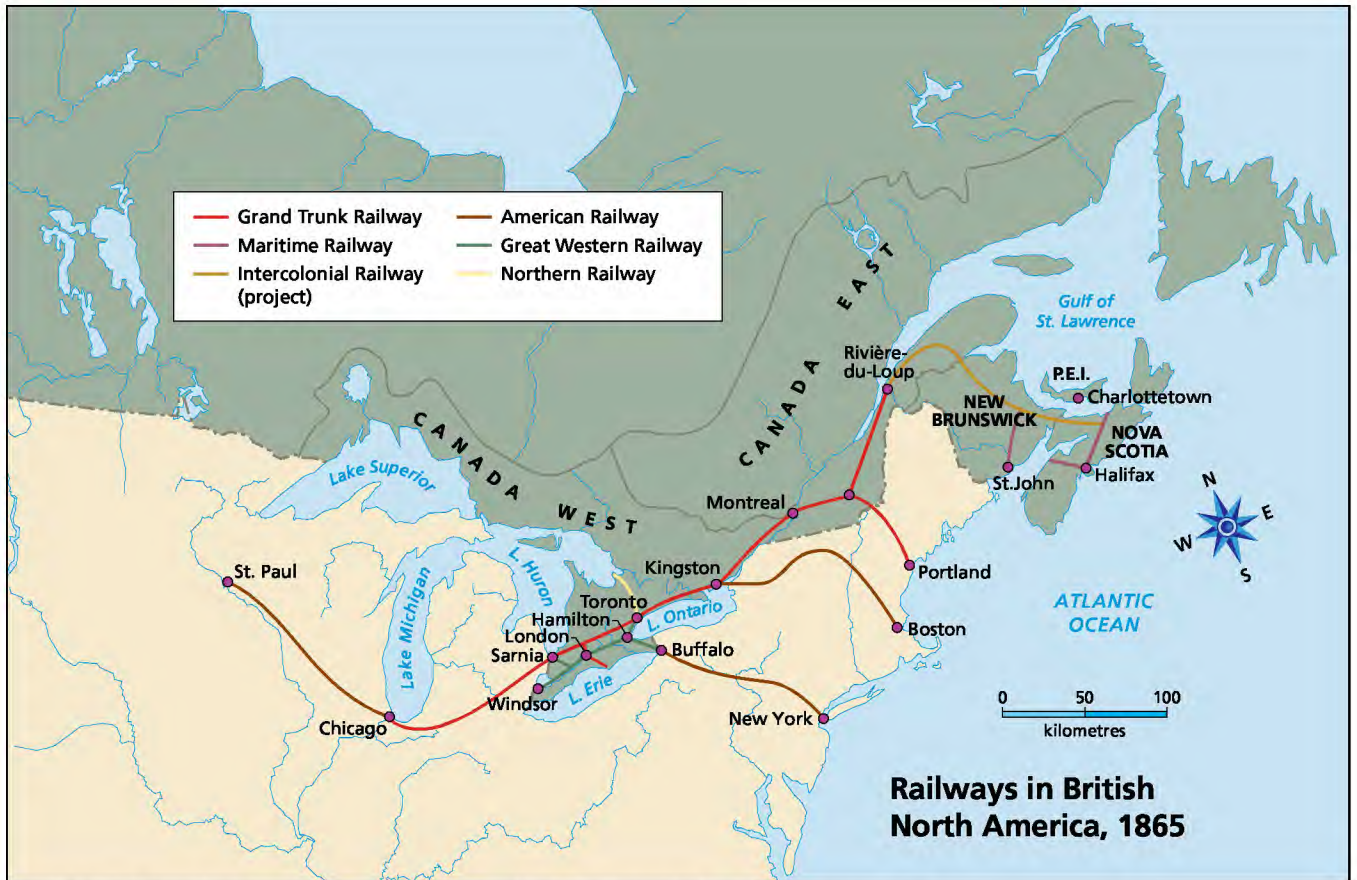 Grand Trunk Railway
Maritime Railway
Intercolonial Railway
(project)
American Railway
Great Western Railway
Northern Railway
CANADA EAST
Gulf of
St. Lawrence
Rivière-
du-Loup
P.E.I.
Charlottetown
NEW
BRUNSWICK
NOVA
SCOTIA
St.John
Halifax
CANADA WEST
Lake Superior
Montreal
N
E
W
S
St. Paul
Lake Michigan
L. Huron
Kingston
Portland
Toronto
Hamilton
L. Ontario
London
Sarnia
Buffalo
Boston
ATLANTIC
OCEAN
Windsor
L. Erie
Chicago
New York
0 50 100
kilometres
Railways in British
North America, 1865